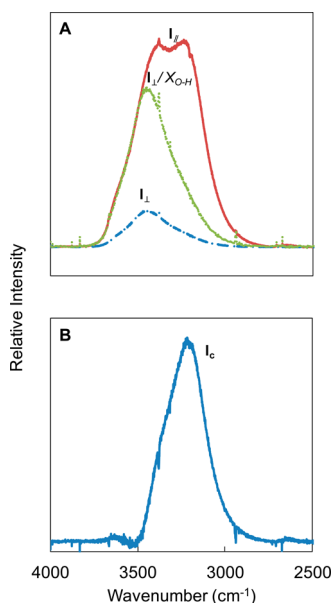 A
I//
I⊥/XO-H
I⊥
Relative Intensity
B
Ic
4000 3500 3000 2500
Wavenumber (cm-1)